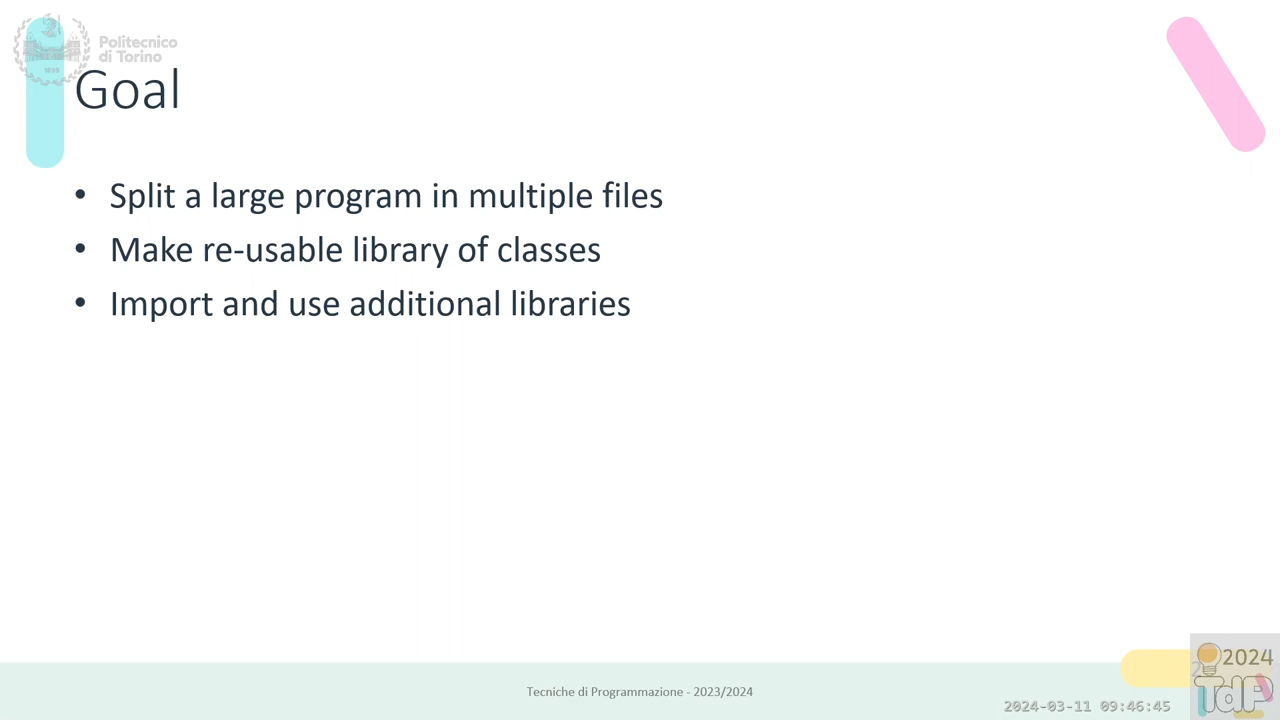 Politecnico
di Torino
1859
Goal
• Split a large program in multiple files
• Make re-usable library of classes
• Import and use additional libraries
Tecniche di Programmazione - 2023/2024
2024-03-11 09:46:45
2024
TdP